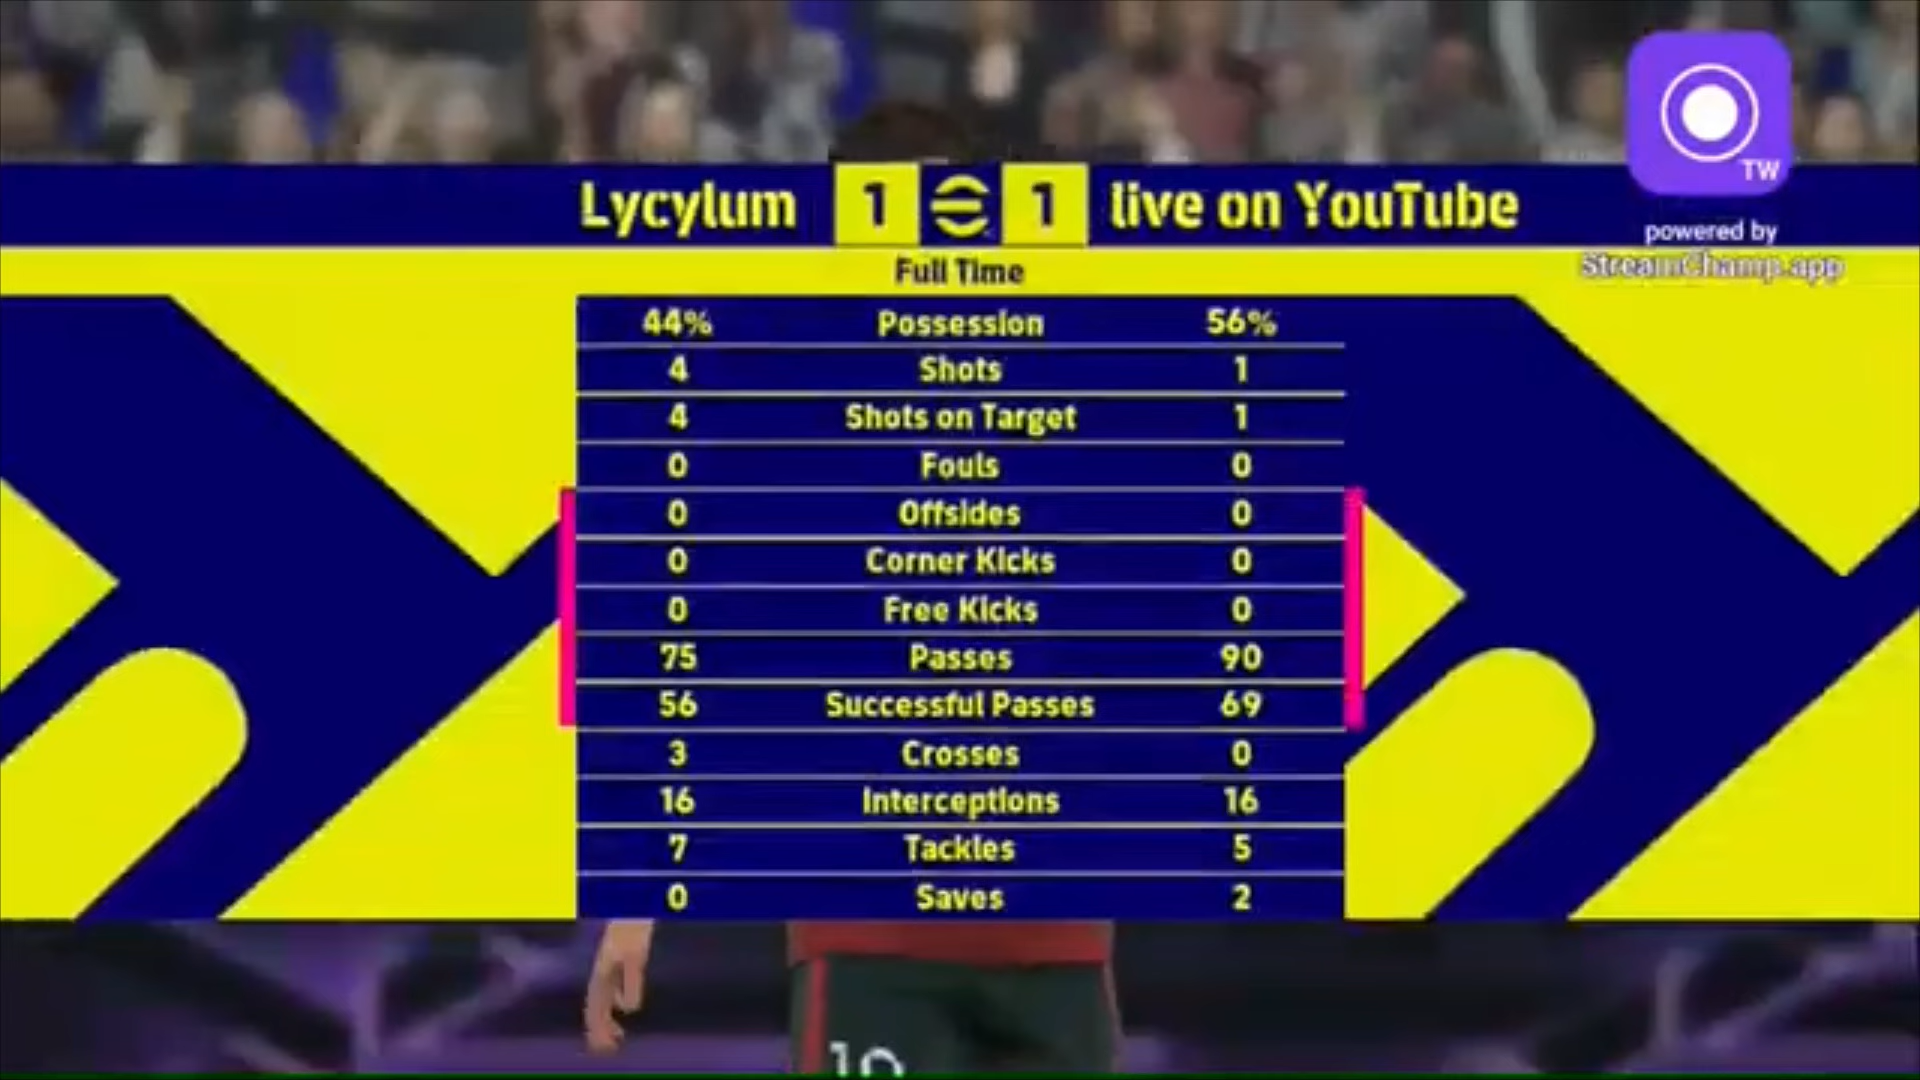 TW
powered by
StreamChamp.app
Lycylum 1 1 live on YouTube
Full Time
44% Possession 56%
4 Shots 1
4 Shots on Target 1
0 Fouls 0
0 Offsides 0
0 Corner Kicks 0
0 Free Kicks 0
75 Passes 90
56 Successful Passes 69
3 Crosses 0
16 Interceptions 16
7 Tackles 5
0 Saves 2